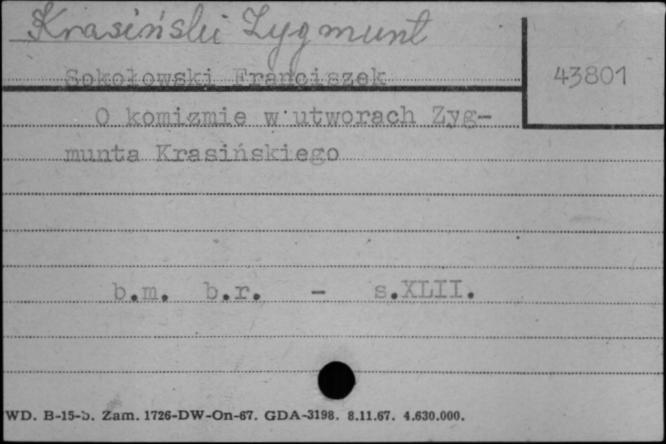 Krasiński Zygmunt
Sokołowski Franciszek
43801
O komizmie w utworach Zyg-
munta Krasińskiego
b.m. b.r. - s.XLII.
WD. B-15-b. Zam. 1726-DW-On-67. GDA-3198. 8.11.67. 4.630.000.